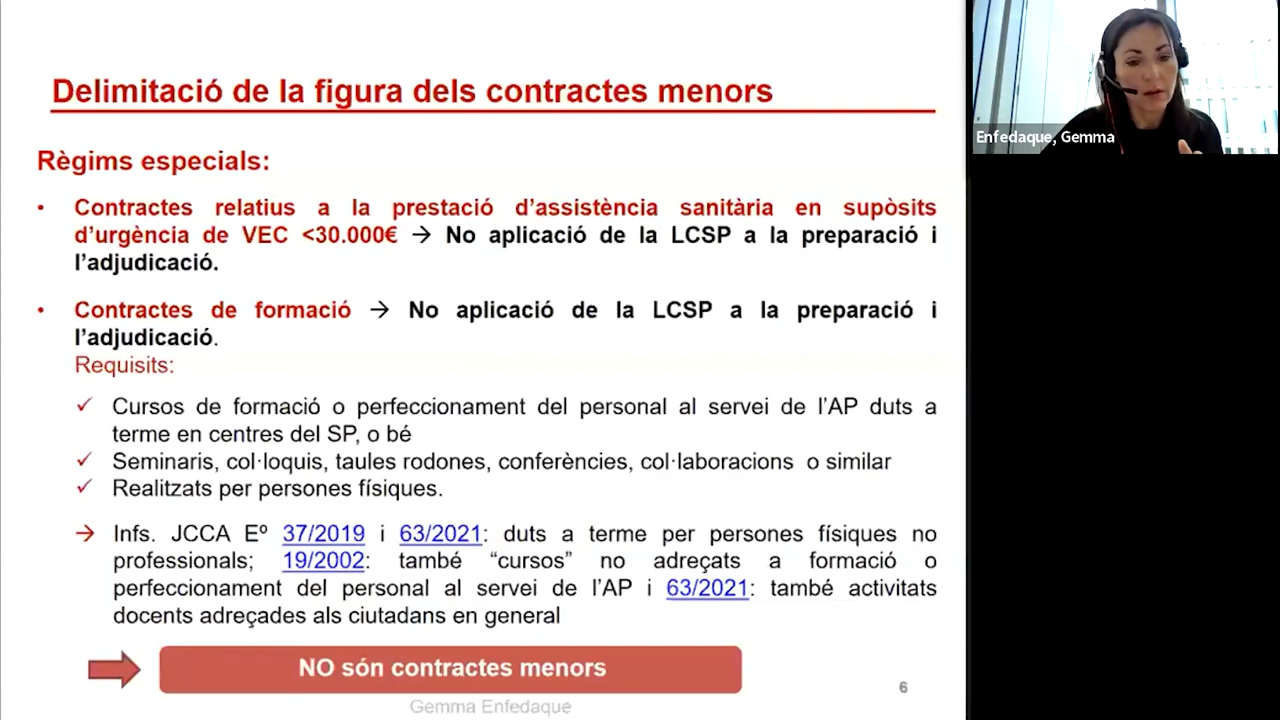 Delimitació de la figura dels contractes menors
Règims especials:
• Contractes relatius a la prestació d’assistència sanitària en supòsits
d’urgència de VEC <30.000€ → No aplicació de la LCSP a la preparació i
l’adjudicació.
• Contractes de formació → No aplicació de la LCSP a la preparació i
l’adjudicació.
Requisits:
✓ Cursos de formació o perfeccionament del personal al servei de l’AP duts a
terme en centres del SP, o bé
✓ Seminaris, col·loquis, taules rodones, conferències, col·laboracions o similar
✓ Realitzats per persones físiques.
→ Infs. JCCA Eº 37/2019 i 63/2021: duts a terme per persones físiques no
professionals; 19/2002: també “cursos” no adreçats a formació o
perfeccionament del personal al servei de l’AP i 63/2021: també activitats
docents adreçades als ciutadans en general
NO són contractes menors
6
Gemma Enfedaque
Enfedaque, Gemma